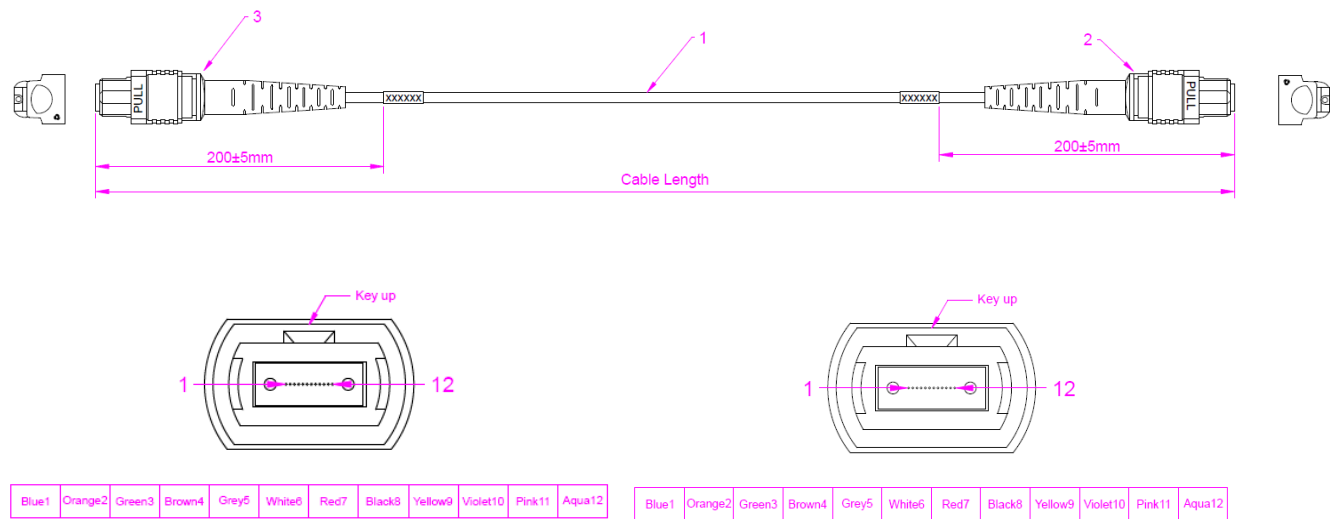 3
1
2
PULL
XXXXXX
XXXXXX
PULL
200±5mm
200±5mm
Cable Length
Key up
Key up
1
12
1
12
Blue1 Orange2 Green3 Brown4 Grey5 White6 Red7 Black8 Yellow9 Violet10 Pink11 Aqua12
Blue1 Orange2 Green3 Brown4 Grey5 White6 Red7 Black8 Yellow9 Violet10 Pink11 Aqua12